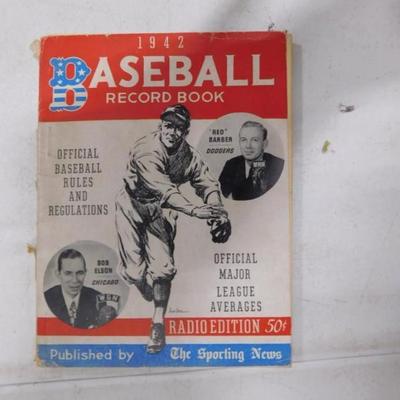 1942
BASEBALL
RECORD BOOK
"RED"
BARBER
DODGERS
OFFICIAL
BASEBALL
RULES
AND
REGULATIONS
BOB
ELSON
CHICAGO
WGN
OFFICIAL
MAJOR
LEAGUE
AVERAGES
RADIO EDITION 50¢
Published by The Sporting News